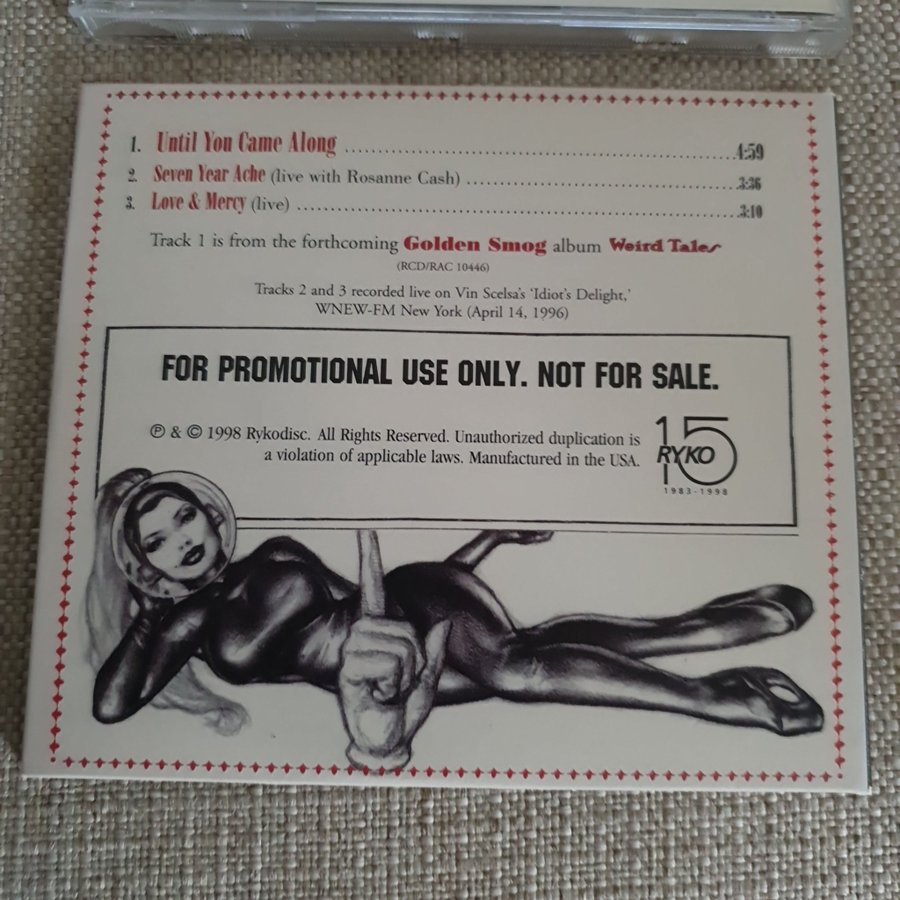 1. Until You Came Along ........................................................ 4:59
2. Seven Year Ache (live with Rosanne Cash) ........................................ 3:36
3. Love & Mercy (live) ................................................................ 3:10
Track 1 is from the forthcoming Golden Smog album Weird Tales
(RCD/RAC 10446)
Tracks 2 and 3 recorded live on Vin Scelsa's 'Idiot's Delight,'
WNEW-FM New York (April 14, 1996)
FOR PROMOTIONAL USE ONLY. NOT FOR SALE.
℗ & © 1998 Rykodisc. All Rights Reserved. Unauthorized duplication is
a violation of applicable laws. Manufactured in the USA.
15
RYKO
1983-1998